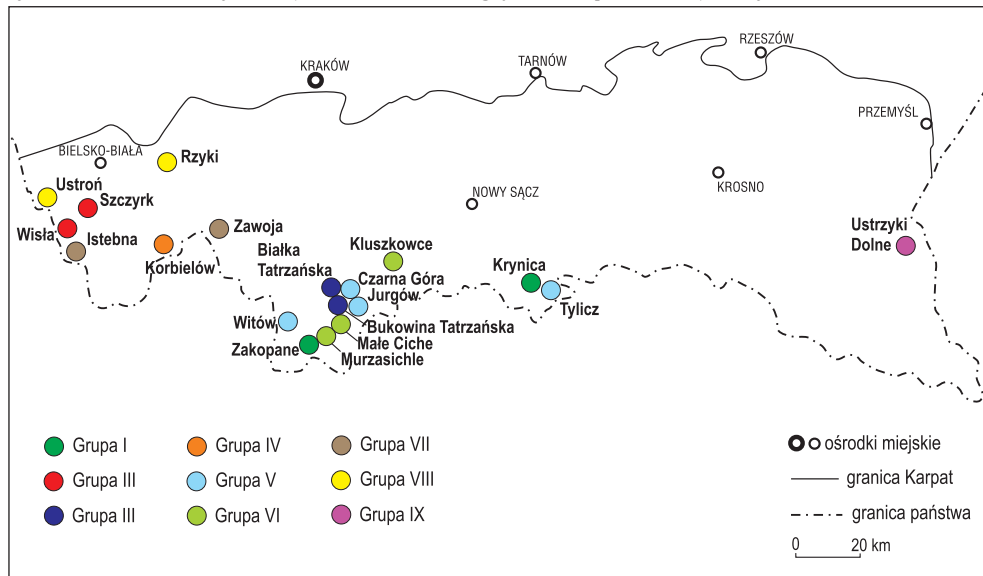 RZESZÓW
KRAKÓW
TARNÓW
PRZEMYŚL
BIELSKO-BIAŁA
Rzyki
KROSNO
Ustroń
NOWY SĄCZ
Szczyrk
Wisła
Zawoja
Ustrzyki
Dolne
Istebna
Białka
Tatrzańska
Kluszkowce
Korbielów
Krynica
Czarna Góra
Jurgów
Tylicz
Witów
Bukowina Tatrzańska
Małe Ciche
Zakopane
Murzasichle
Grupa I
Grupa IV
Grupa VII
ośrodki miejskie
Grupa III
Grupa V
Grupa VIII
granica Karpat
Grupa III
Grupa VI
Grupa IX
granica państwa
0 20 km